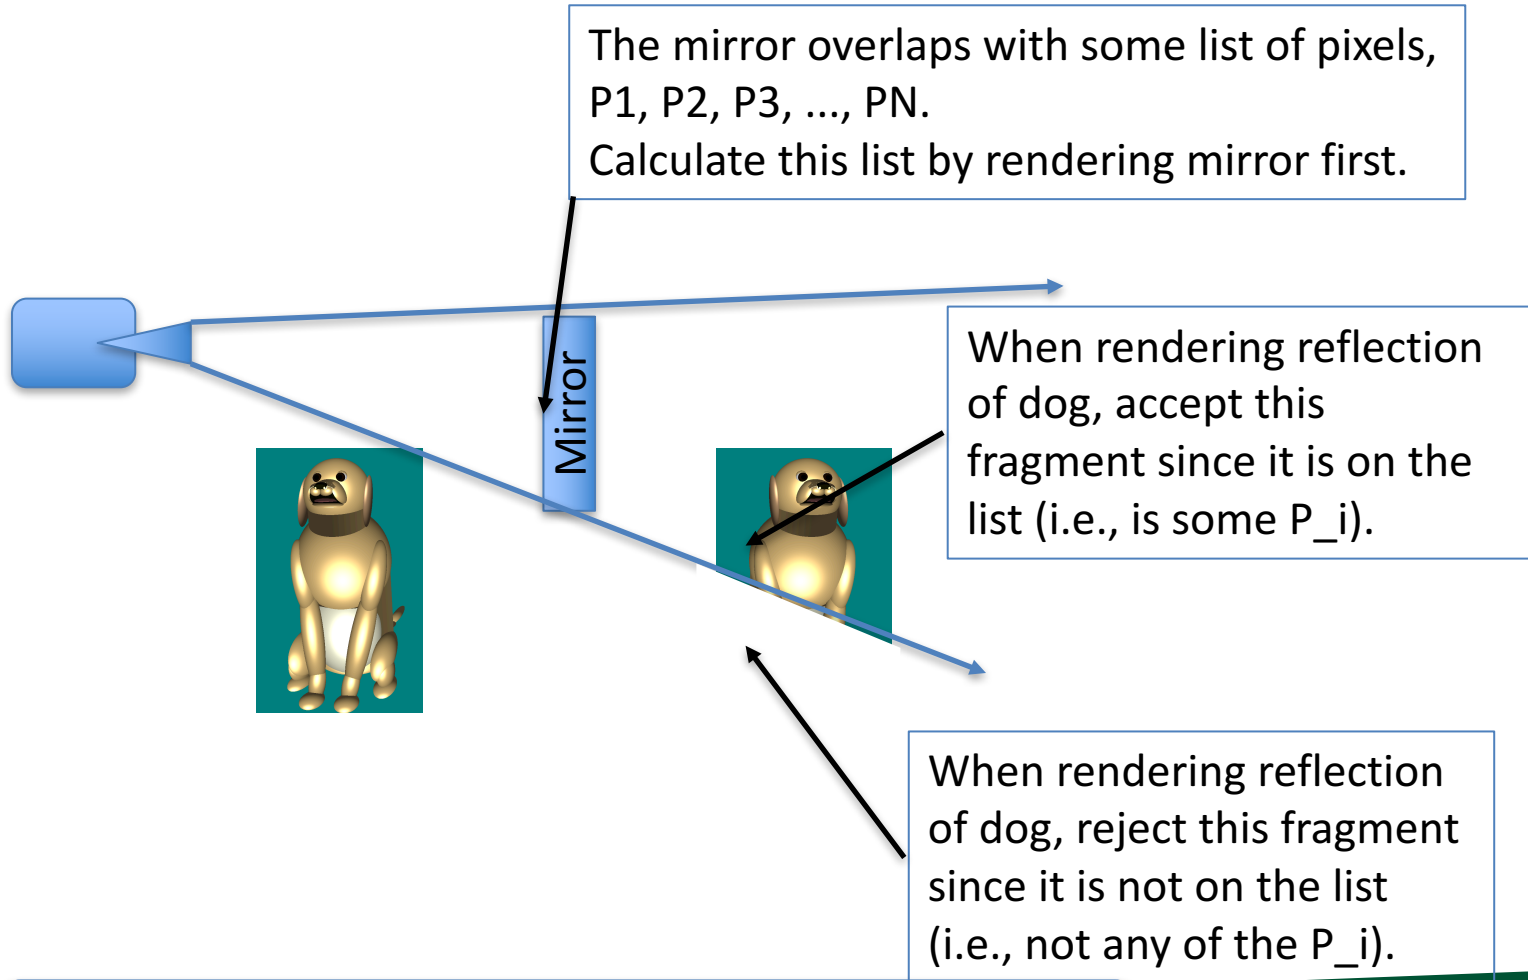 The mirror overlaps with some list of pixels,
P1, P2, P3, ..., PN.
Calculate this list by rendering mirror first.
Mirror
When rendering reflection
of dog, accept this
fragment since it is on the
list (i.e., is some P_i).
When rendering reflection
of dog, reject this fragment
since it is not on the list
(i.e., not any of the P_i).